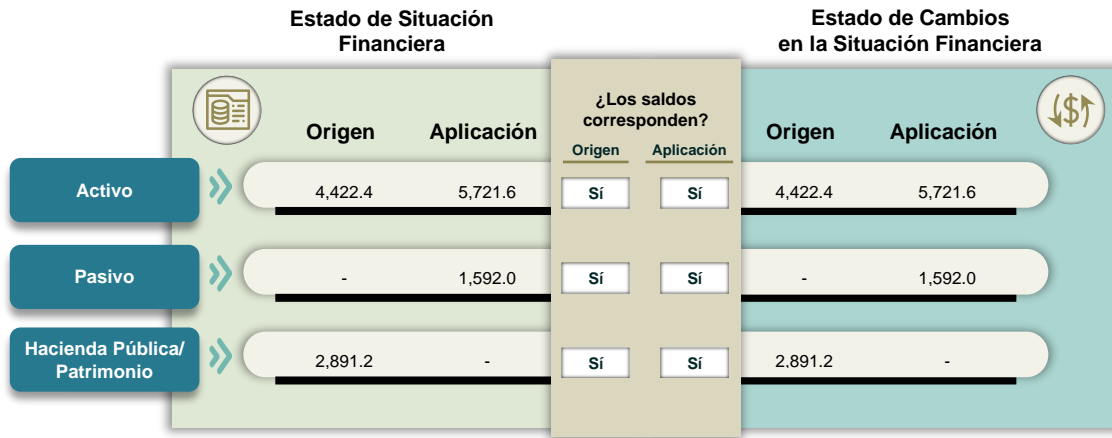 Estado de Situación
Financiera
Estado de Cambios
en la Situación Financiera
¿Los saldos
corresponden?
Origen Aplicación
Origen Aplicación
Origen Aplicación
Activo
4,422.4 5,721.6 Sí Sí 4,422.4 5,721.6
Pasivo
- 1,592.0 Sí Sí - 1,592.0
Hacienda Pública/
Patrimonio
2,891.2 - Sí Sí 2,891.2 -